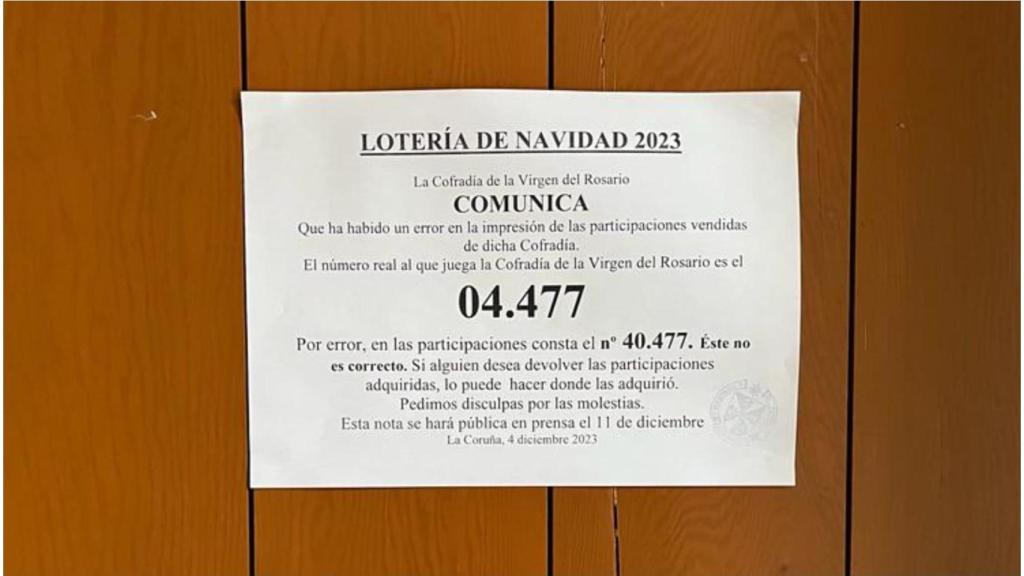 LOTERÍA DE NAVIDAD 2023
La Cofradía de la Virgen del Rosario
COMUNICA
Que ha habido un error en la impresión de las participaciones vendidas
de dicha Cofradía.
El número real al que juega la Cofradía de la Virgen del Rosario es el
04.477
Por error, en las participaciones consta el nº 40.477. Éste no
es correcto. Si alguien desea devolver las participaciones
adquiridas, lo puede hacer donde las adquirió.
Pedimos disculpas por las molestias.
Esta nota se hará pública en prensa el 11 de diciembre
La Coruña, 4 diciembre 2023